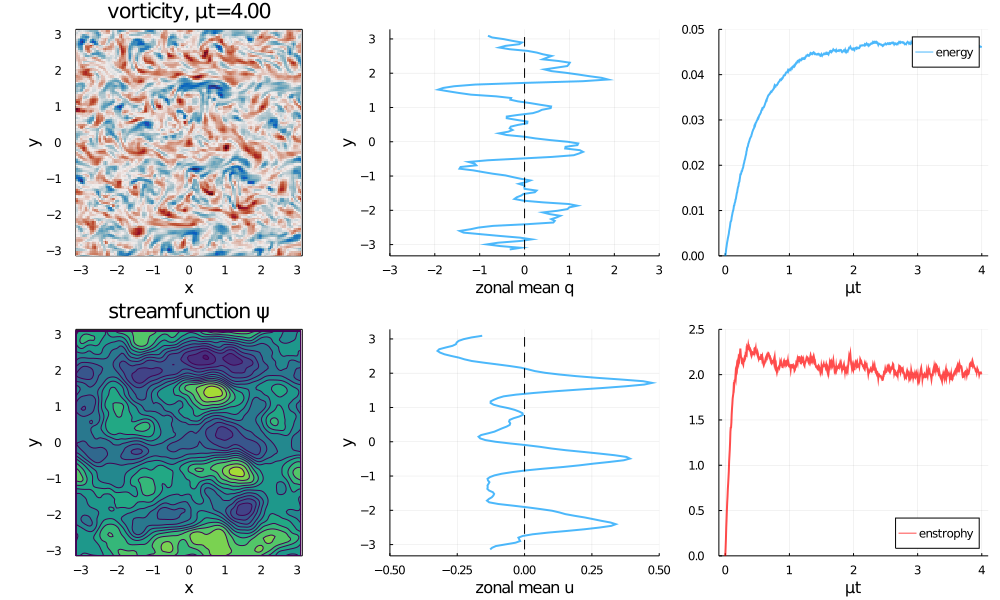 vorticity, μt=4.00
3
2
1
0
−1
−2
−3
y
−3 −2 −1 0 1 2 3
x
3
2
1
0
−1
−2
−3
y
−3 −2 −1 0 1 2 3
zonal mean q
0.05
0.04
0.03
0.02
0.01
0.00
energy
0 1 2 3 4
μt
streamfunction ψ
3
2
1
0
−1
−2
−3
y
−3 −2 −1 0 1 2 3
x
3
2
1
0
−1
−2
−3
y
−0.50 −0.25 0.00 0.25 0.50
zonal mean u
2.5
2.0
1.5
1.0
0.5
0.0
enstrophy
0 1 2 3 4
μt